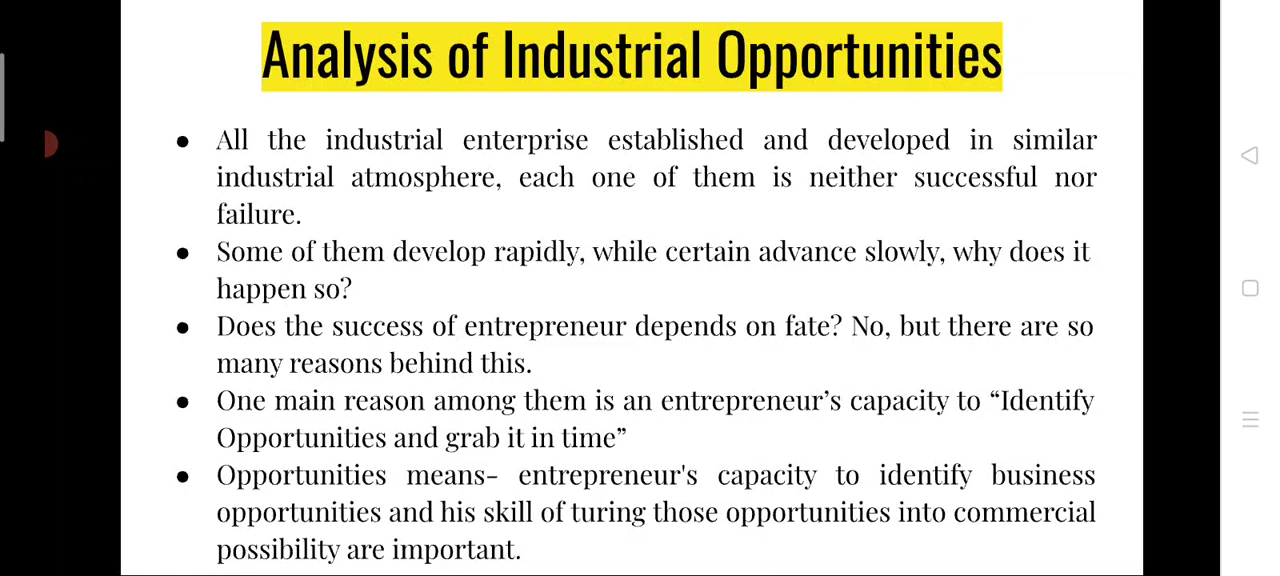 Analysis of Industrial Opportunities
● All the industrial enterprise established and developed in similar
industrial atmosphere, each one of them is neither successful nor
failure.
● Some of them develop rapidly, while certain advance slowly, why does it
happen so?
● Does the success of entrepreneur depends on fate? No, but there are so
many reasons behind this.
● One main reason among them is an entrepreneur’s capacity to “Identify
Opportunities and grab it in time”
● Opportunities means- entrepreneur's capacity to identify business
opportunities and his skill of turing those opportunities into commercial
possibility are important.